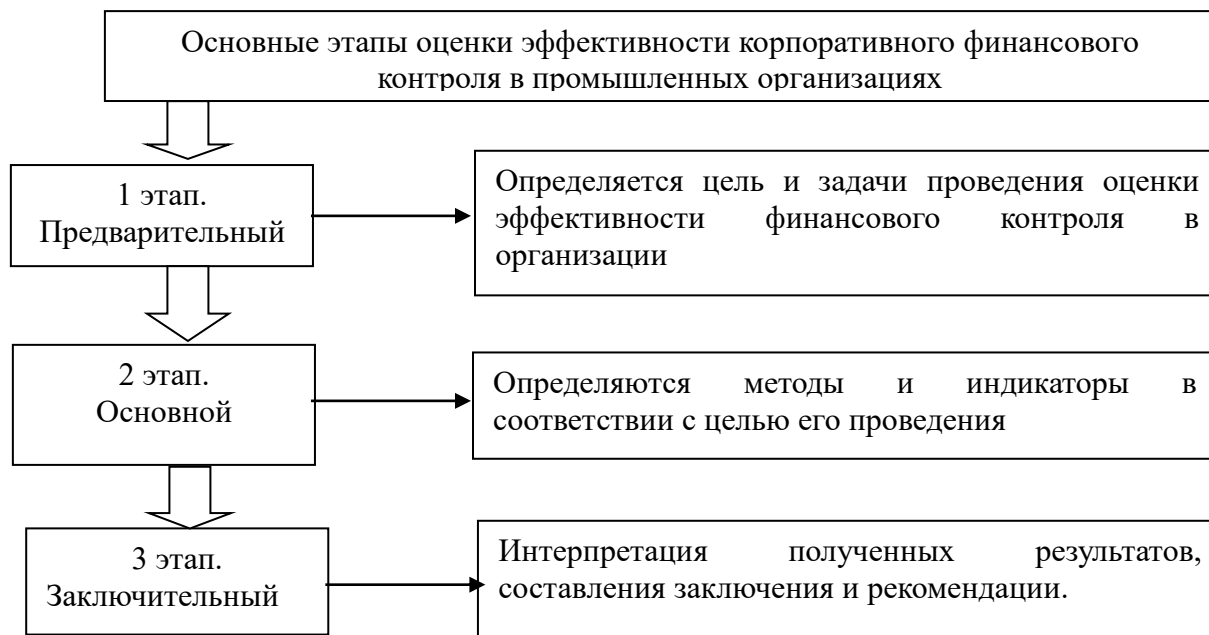 Основные этапы оценки эффективности корпоративного финансового
контроля в промышленных организациях
1 этап.
Предварительный
Определяется цель и задачи проведения оценки
эффективности финансового контроля в
организации
2 этап.
Основной
Определяются методы и индикаторы в
соответствии с целью его проведения
3 этап.
Заключительный
Интерпретация полученных результатов,
составления заключения и рекомендации.